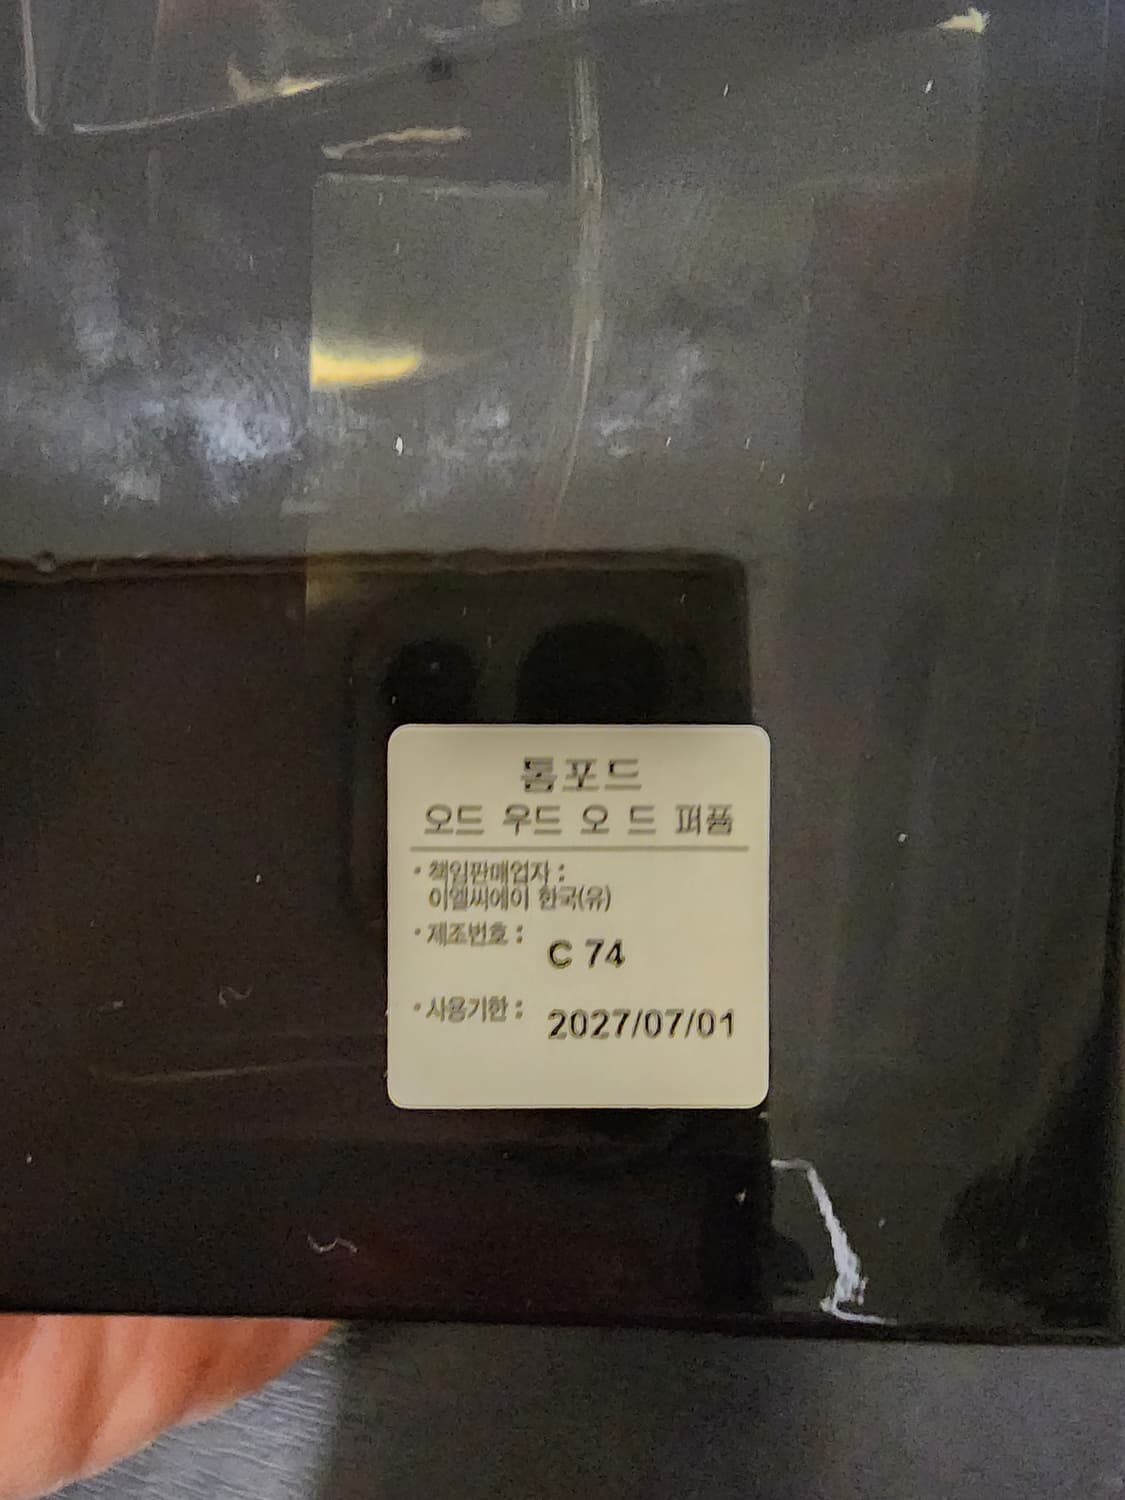 톰포드
오드 우드 오 드 퍼퓸
· 책임판매업자 :
이엘씨에이 한국(유)
· 제조번호 : C 74
· 사용기한 : 2027/07/01